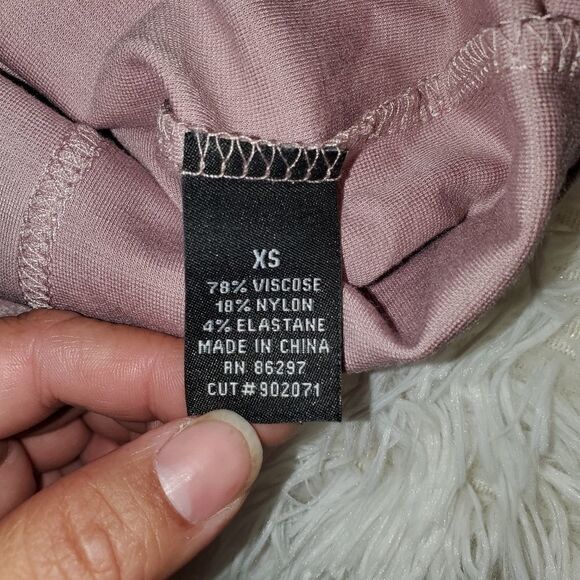 XS
78% VISCOSE
18% NYLON
4% ELASTANE
MADE IN CHINA
RN 86297
CUT# 902071